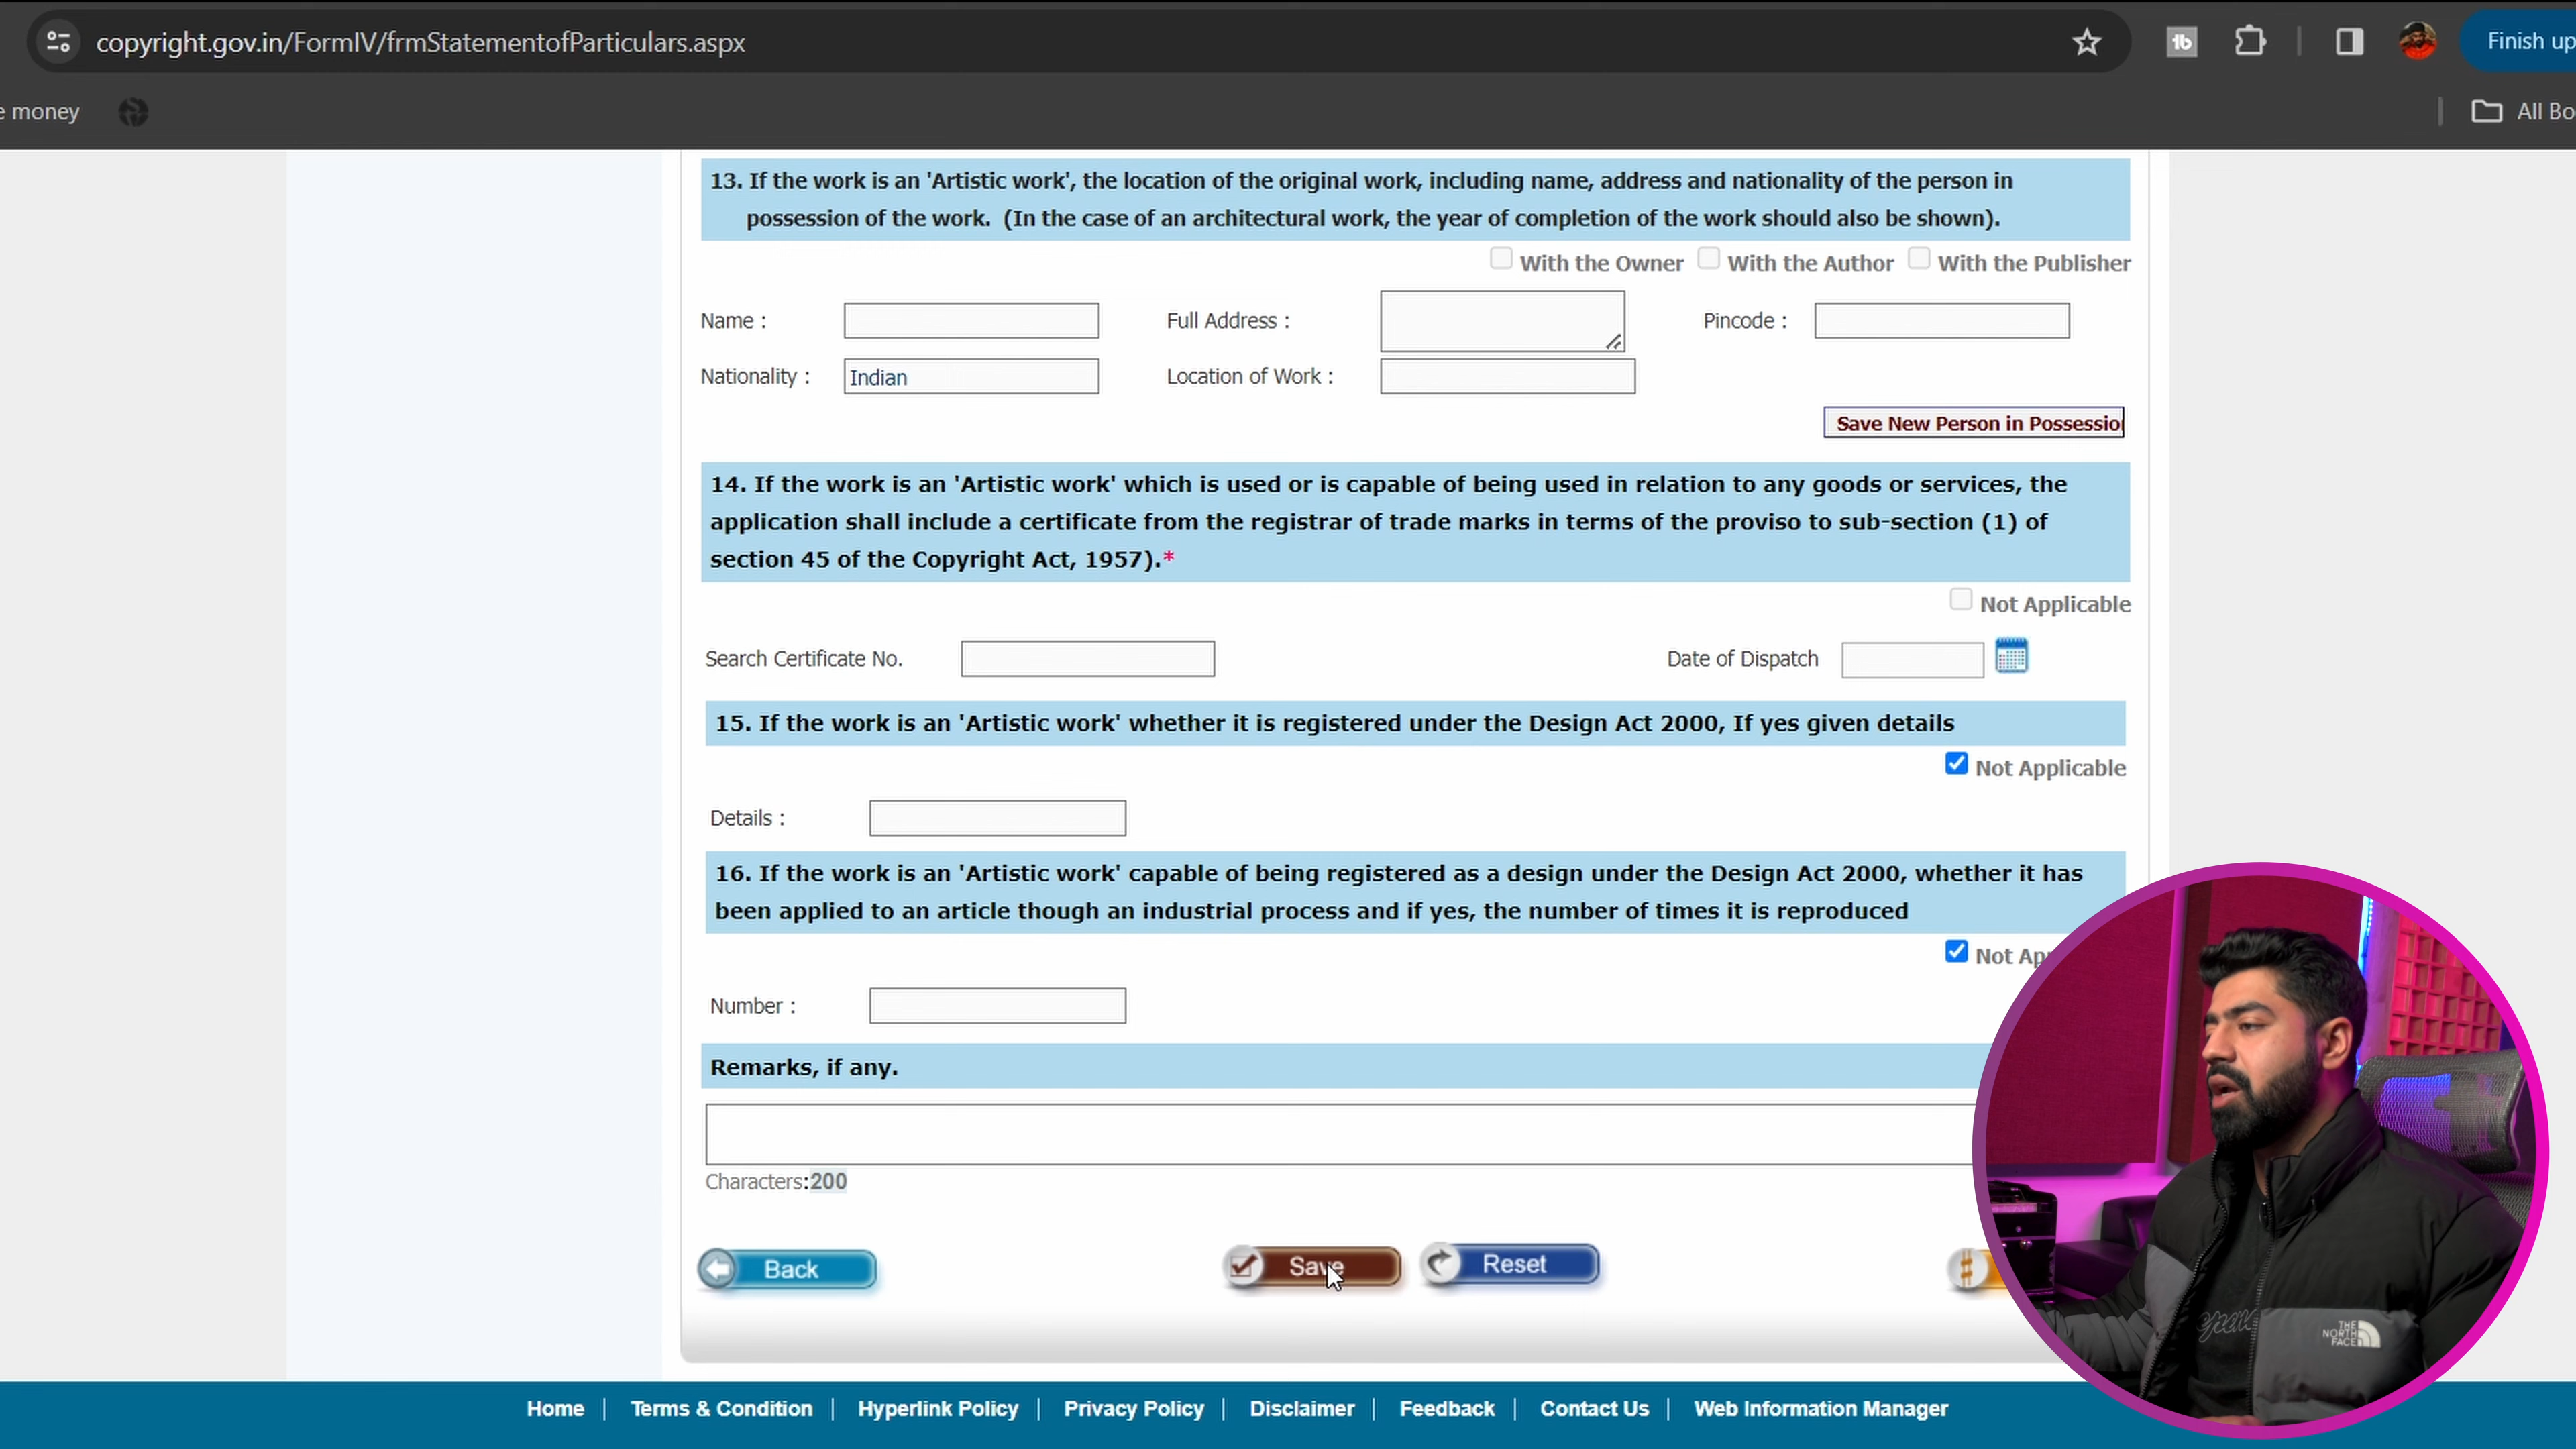 copyright.gov.in/FormIV/frmStatementofParticulars.aspx
Finish up
e money
All Bo
13. If the work is an 'Artistic work', the location of the original work, including name, address and nationality of the person in
possession of the work. (In the case of an architectural work, the year of completion of the work should also be shown).
With the Owner With the Author With the Publisher
Name : Full Address : Pincode :
Nationality : Indian Location of Work :
Save New Person in Possessio
14. If the work is an 'Artistic work' which is used or is capable of being used in relation to any goods or services, the
application shall include a certificate from the registrar of trade marks in terms of the proviso to sub-section (1) of
section 45 of the Copyright Act, 1957).*
Not Applicable
Search Certificate No. Date of Dispatch
15. If the work is an 'Artistic work' whether it is registered under the Design Act 2000, If yes given details
Not Applicable
Details :
16. If the work is an 'Artistic work' capable of being registered as a design under the Design Act 2000, whether it has
been applied to an article though an industrial process and if yes, the number of times it is reproduced
Not Ap
Number :
Remarks, if any.
Characters:200
Back Save Reset
THE
NORTH
FACE
Home | Terms & Condition | Hyperlink Policy | Privacy Policy | Disclaimer | Feedback | Contact Us | Web Information Manager